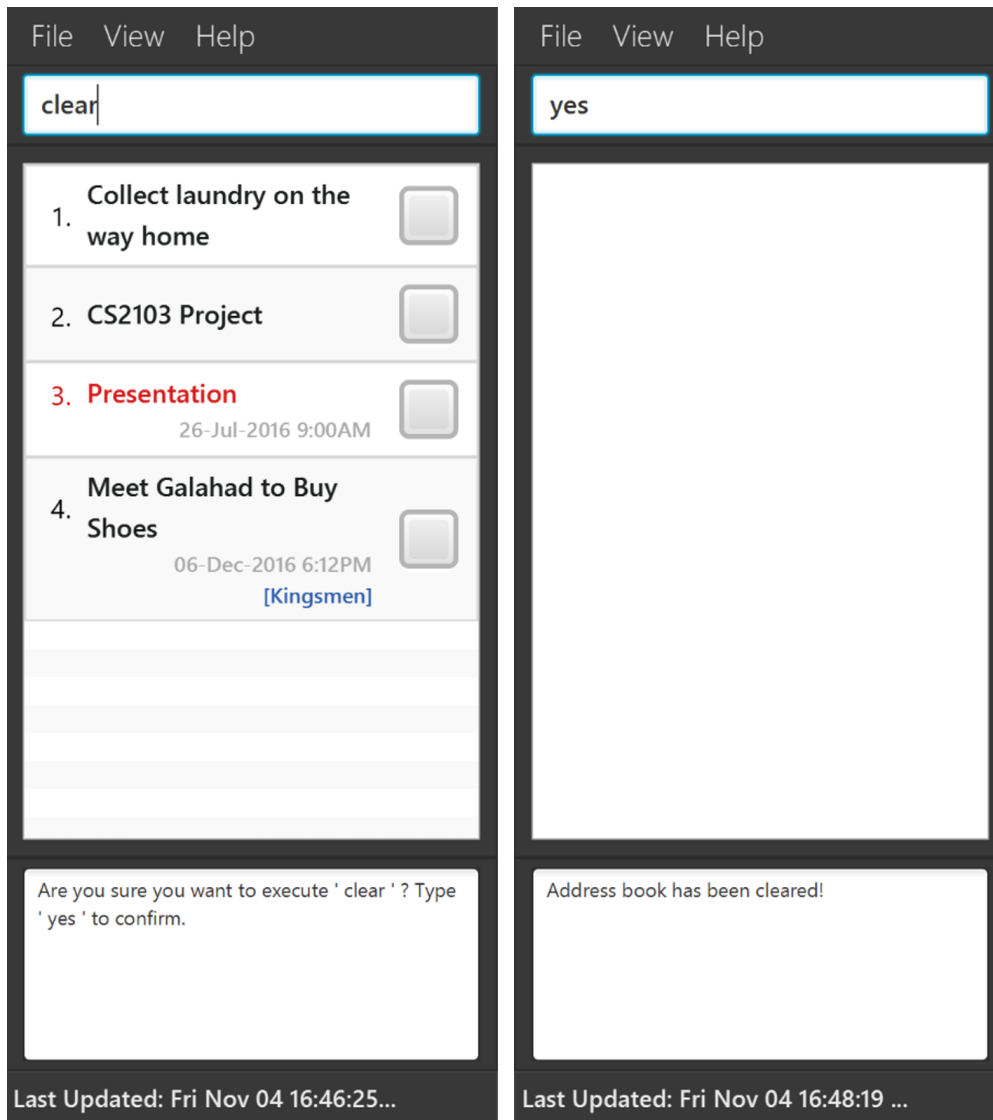 File View Help
clear
1. Collect laundry on the
way home
2. CS2103 Project
3. Presentation
26-Jul-2016 9:00AM
4. Meet Galahad to Buy
Shoes
06-Dec-2016 6:12PM
[Kingsmen]
Are you sure you want to execute ' clear ' ? Type
' yes ' to confirm.
Last Updated: Fri Nov 04 16:46:25...
File View Help
yes
Address book has been cleared!
Last Updated: Fri Nov 04 16:48:19 ...